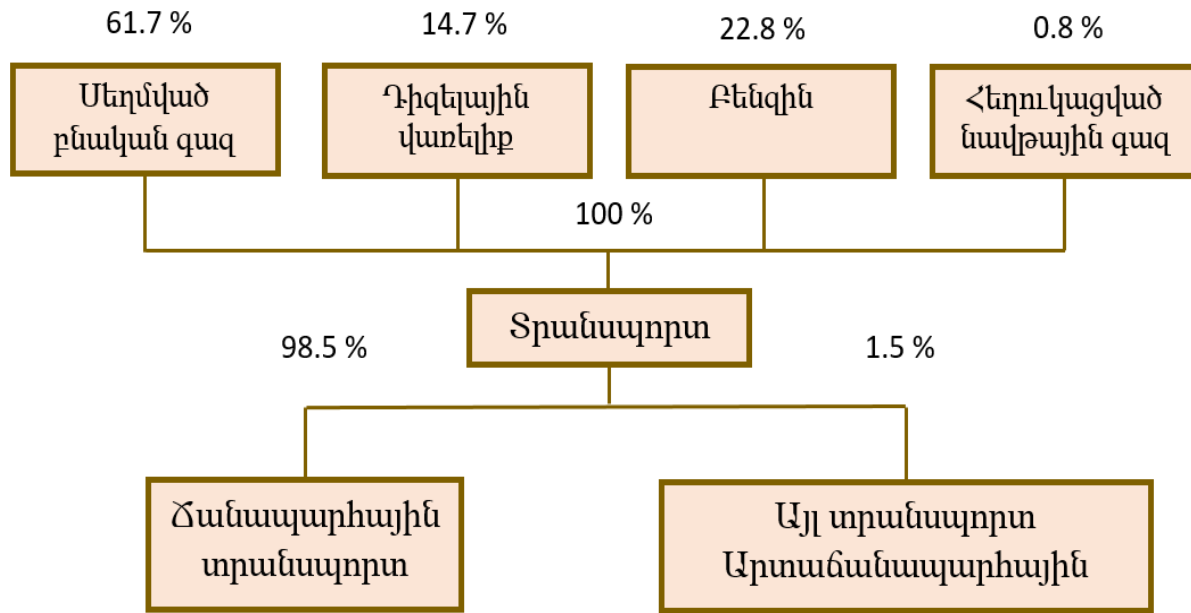 61.7 %
14.7 %
22.8 %
0.8 %
Սեղմված
բնական գազ
Դիզելային
վառելիք
Բենզին
Հեղուկացված
նավթային գազ
100 %
Տրանսպորտ
98.5 %
1.5 %
Ճանապարհային
տրանսպորտ
Այլ տրանսպորտ
Արտաճանապարհային